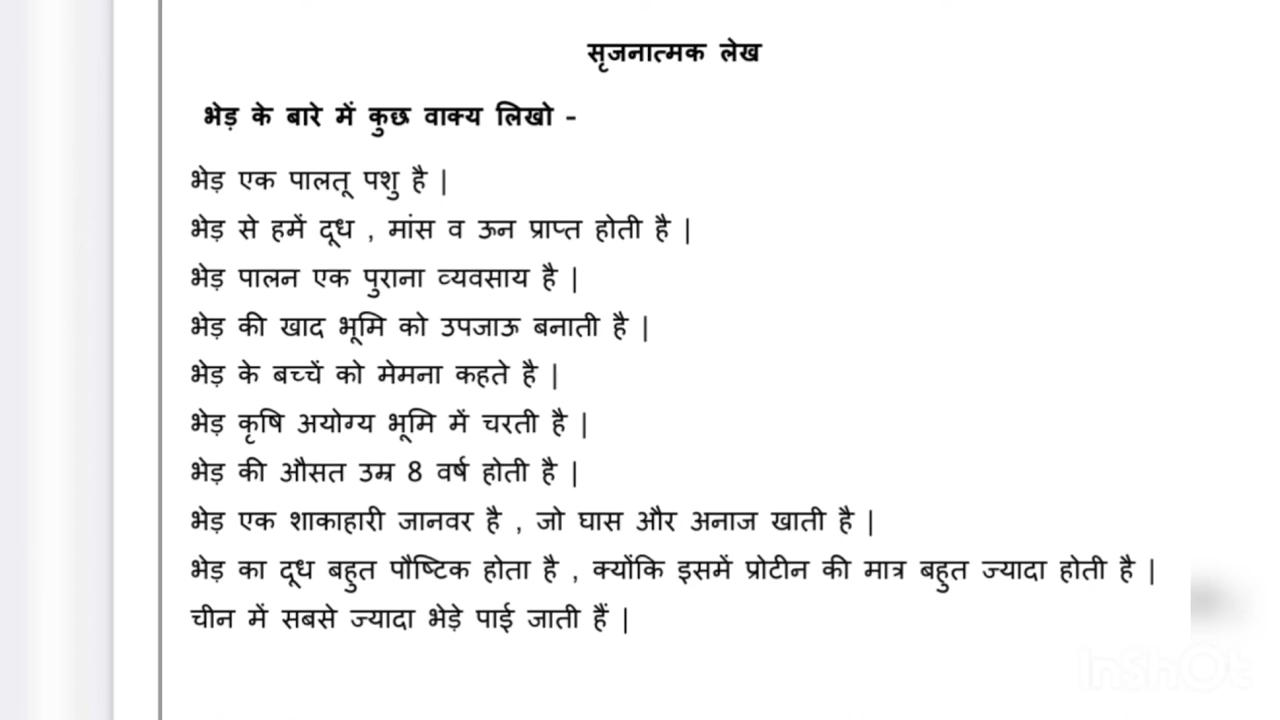 सृजनात्मक लेख
भेड़ के बारे में कुछ वाक्य लिखो -
भेड़ एक पालतू पशु है |
भेड़ से हमें दूध , मांस व ऊन प्राप्त होती है |
भेड़ पालन एक पुराना व्यवसाय है |
भेड़ की खाद भूमि को उपजाऊ बनाती है |
भेड़ के बच्चें को मेमना कहते है |
भेड़ कृषि अयोग्य भूमि में चरती है |
भेड़ की औसत उम्र 8 वर्ष होती है |
भेड़ एक शाकाहारी जानवर है , जो घास और अनाज खाती है |
भेड़ का दूध बहुत पौष्टिक होता है , क्योंकि इसमें प्रोटीन की मात्र बहुत ज्यादा होती है |
चीन में सबसे ज्यादा भेड़े पाई जाती हैं |
InShOt